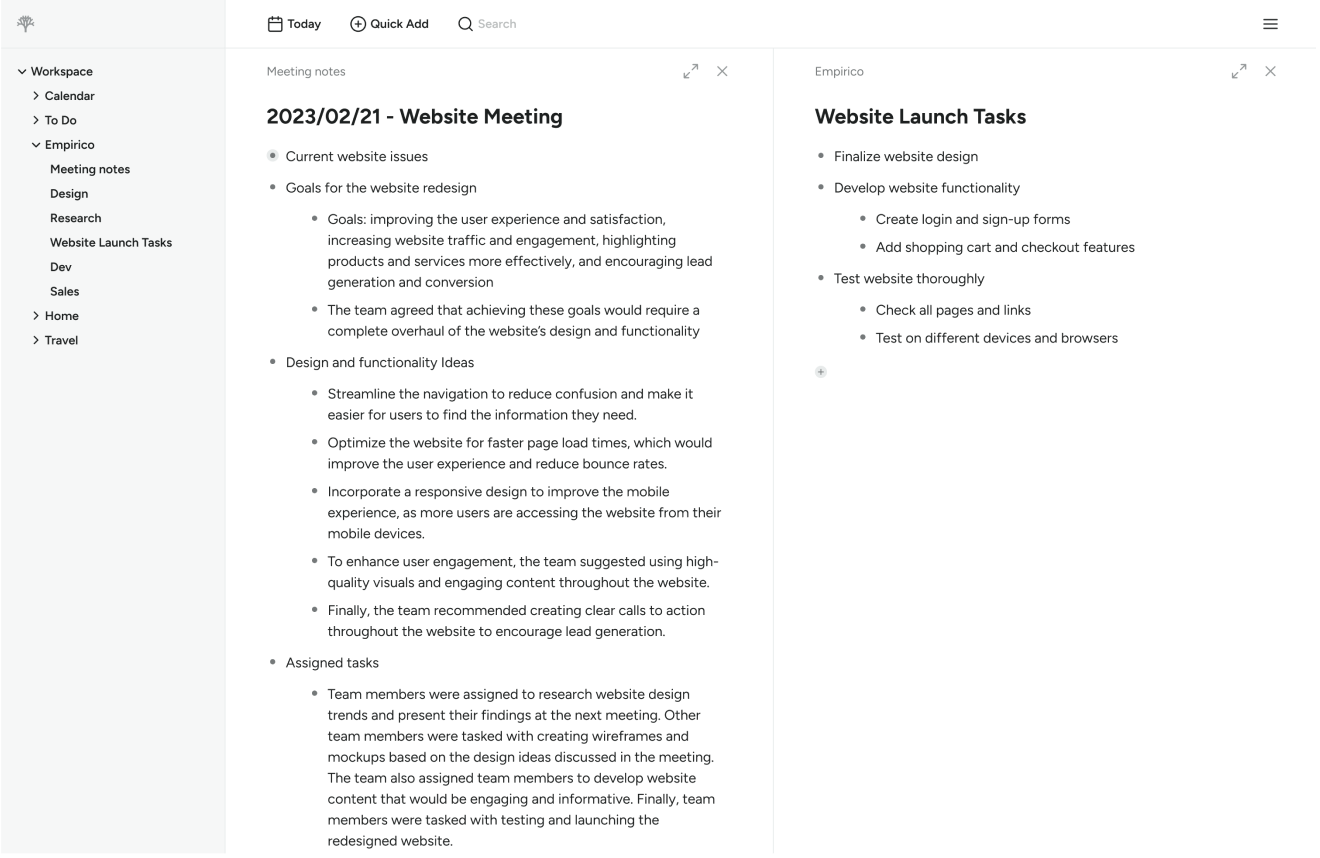 Today
Quick Add
Search
Workspace
Calendar
To Do
Empirico
Meeting notes
Design
Research
Website Launch Tasks
Dev
Sales
Home
Travel
Meeting notes
2023/02/21 - Website Meeting
Current website issues
Goals for the website redesign
Goals: improving the user experience and satisfaction,
increasing website traffic and engagement, highlighting
products and services more effectively, and encouraging lead
generation and conversion
The team agreed that achieving these goals would require a
complete overhaul of the website’s design and functionality
Design and functionality Ideas
Streamline the navigation to reduce confusion and make it
easier for users to find the information they need.
Optimize the website for faster page load times, which would
improve the user experience and reduce bounce rates.
Incorporate a responsive design to improve the mobile
experience, as more users are accessing the website from their
mobile devices.
To enhance user engagement, the team suggested using high-
quality visuals and engaging content throughout the website.
Finally, the team recommended creating clear calls to action
throughout the website to encourage lead generation.
Assigned tasks
Team members were assigned to research website design
trends and present their findings at the next meeting. Other
team members were tasked with creating wireframes and
mockups based on the design ideas discussed in the meeting.
The team also assigned team members to develop website
content that would be engaging and informative. Finally, team
members were tasked with testing and launching the
redesigned website.
Empirico
Website Launch Tasks
Finalize website design
Develop website functionality
Create login and sign-up forms
Add shopping cart and checkout features
Test website thoroughly
Check all pages and links
Test on different devices and browsers